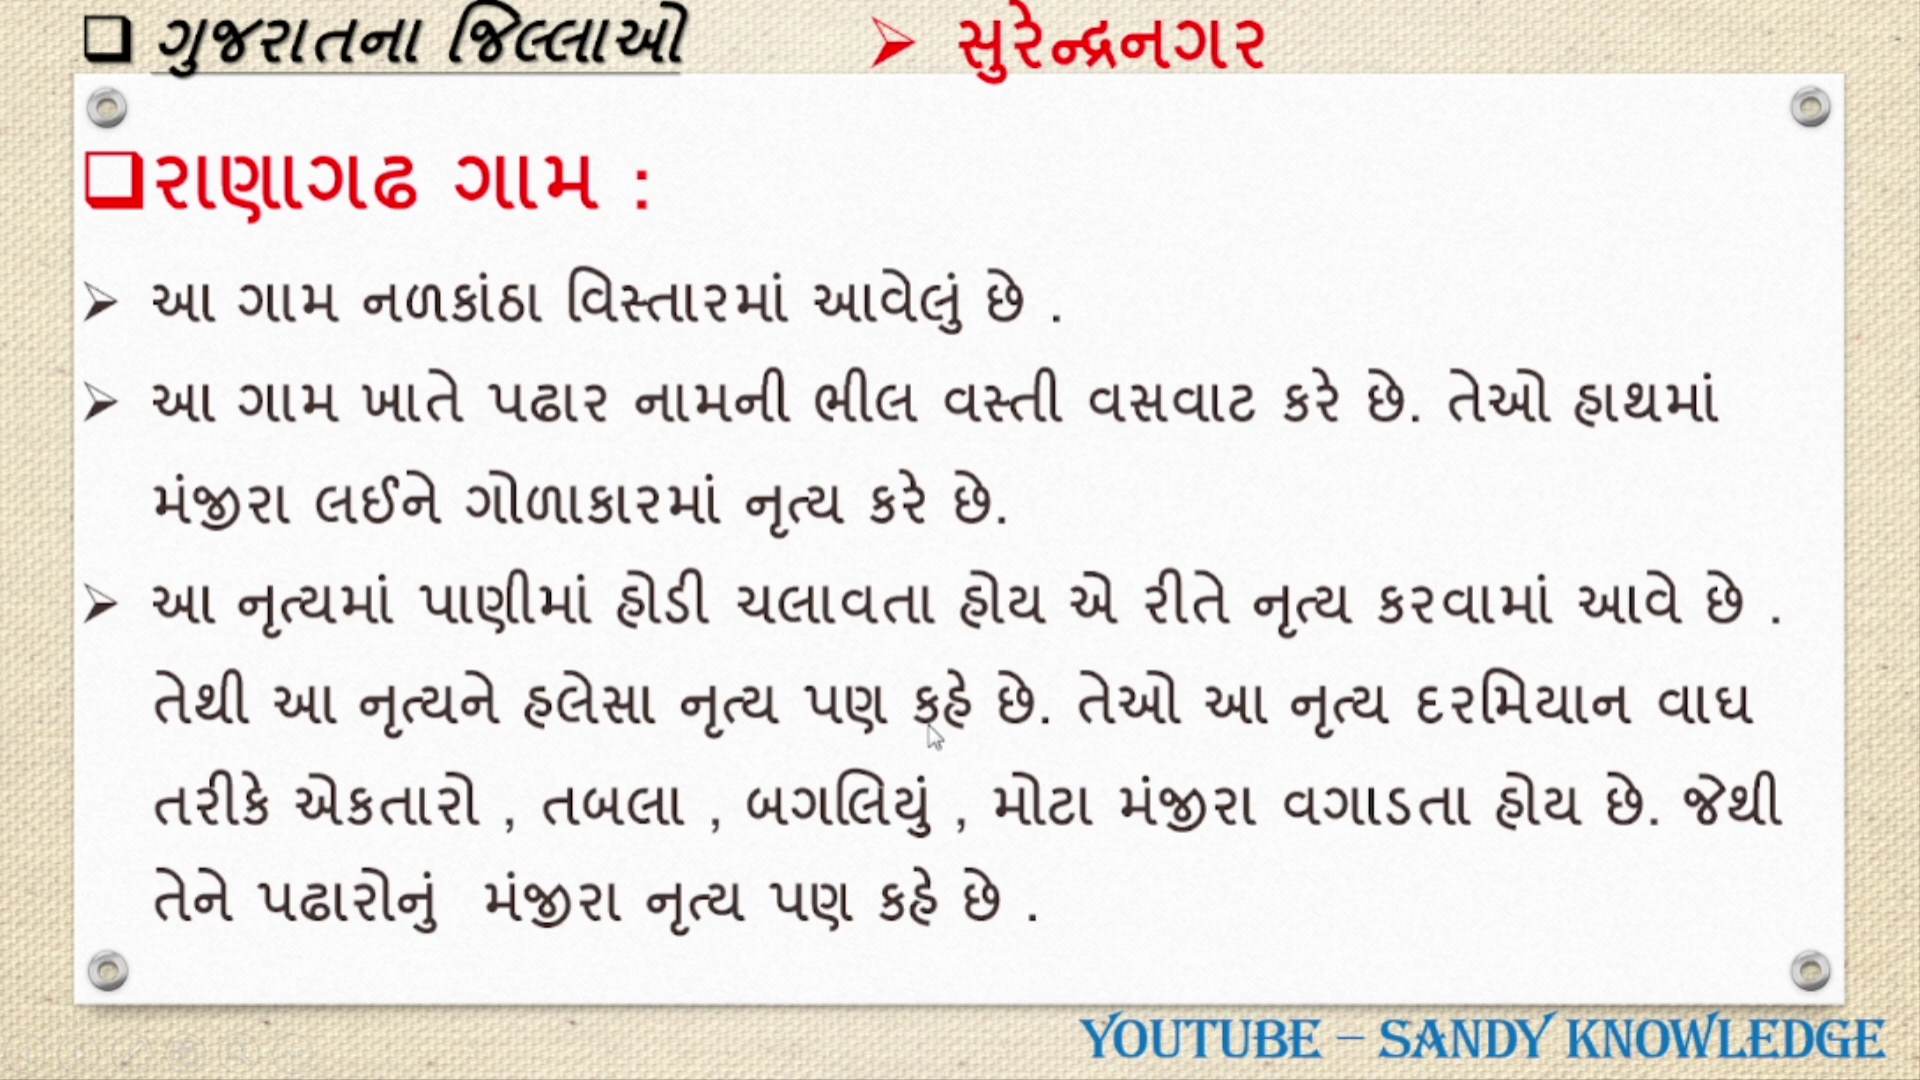 ગુજરાતના જિલ્લાઓ સુરેન્દ્રનગર
રાણાગઢ ગામ :
આ ગામ નળકાંઠા વિસ્તારમાં આવેલું છે .
આ ગામ ખાતે પઢાર નામની ભીલ વસ્તી વસવાટ કરે છે. તેઓ હાથમાં
મંજીરા લઈને ગોળાકારમાં નૃત્ય કરે છે.
આ નૃત્યમાં પાણીમાં હોડી ચલાવતા હોય એ રીતે નૃત્ય કરવામાં આવે છે .
તેથી આ નૃત્યને હલેસા નૃત્ય પણ કહે છે. તેઓ આ નૃત્ય દરમિયાન વાઘ
તરીકે એકતારો , તબલા , બગલિયું , મોટા મંજીરા વગાડતા હોય છે. જેથી
તેને પઢારોનું મંજીરા નૃત્ય પણ કહે છે .
YOUTUBE – SANDY KNOWLEDGE